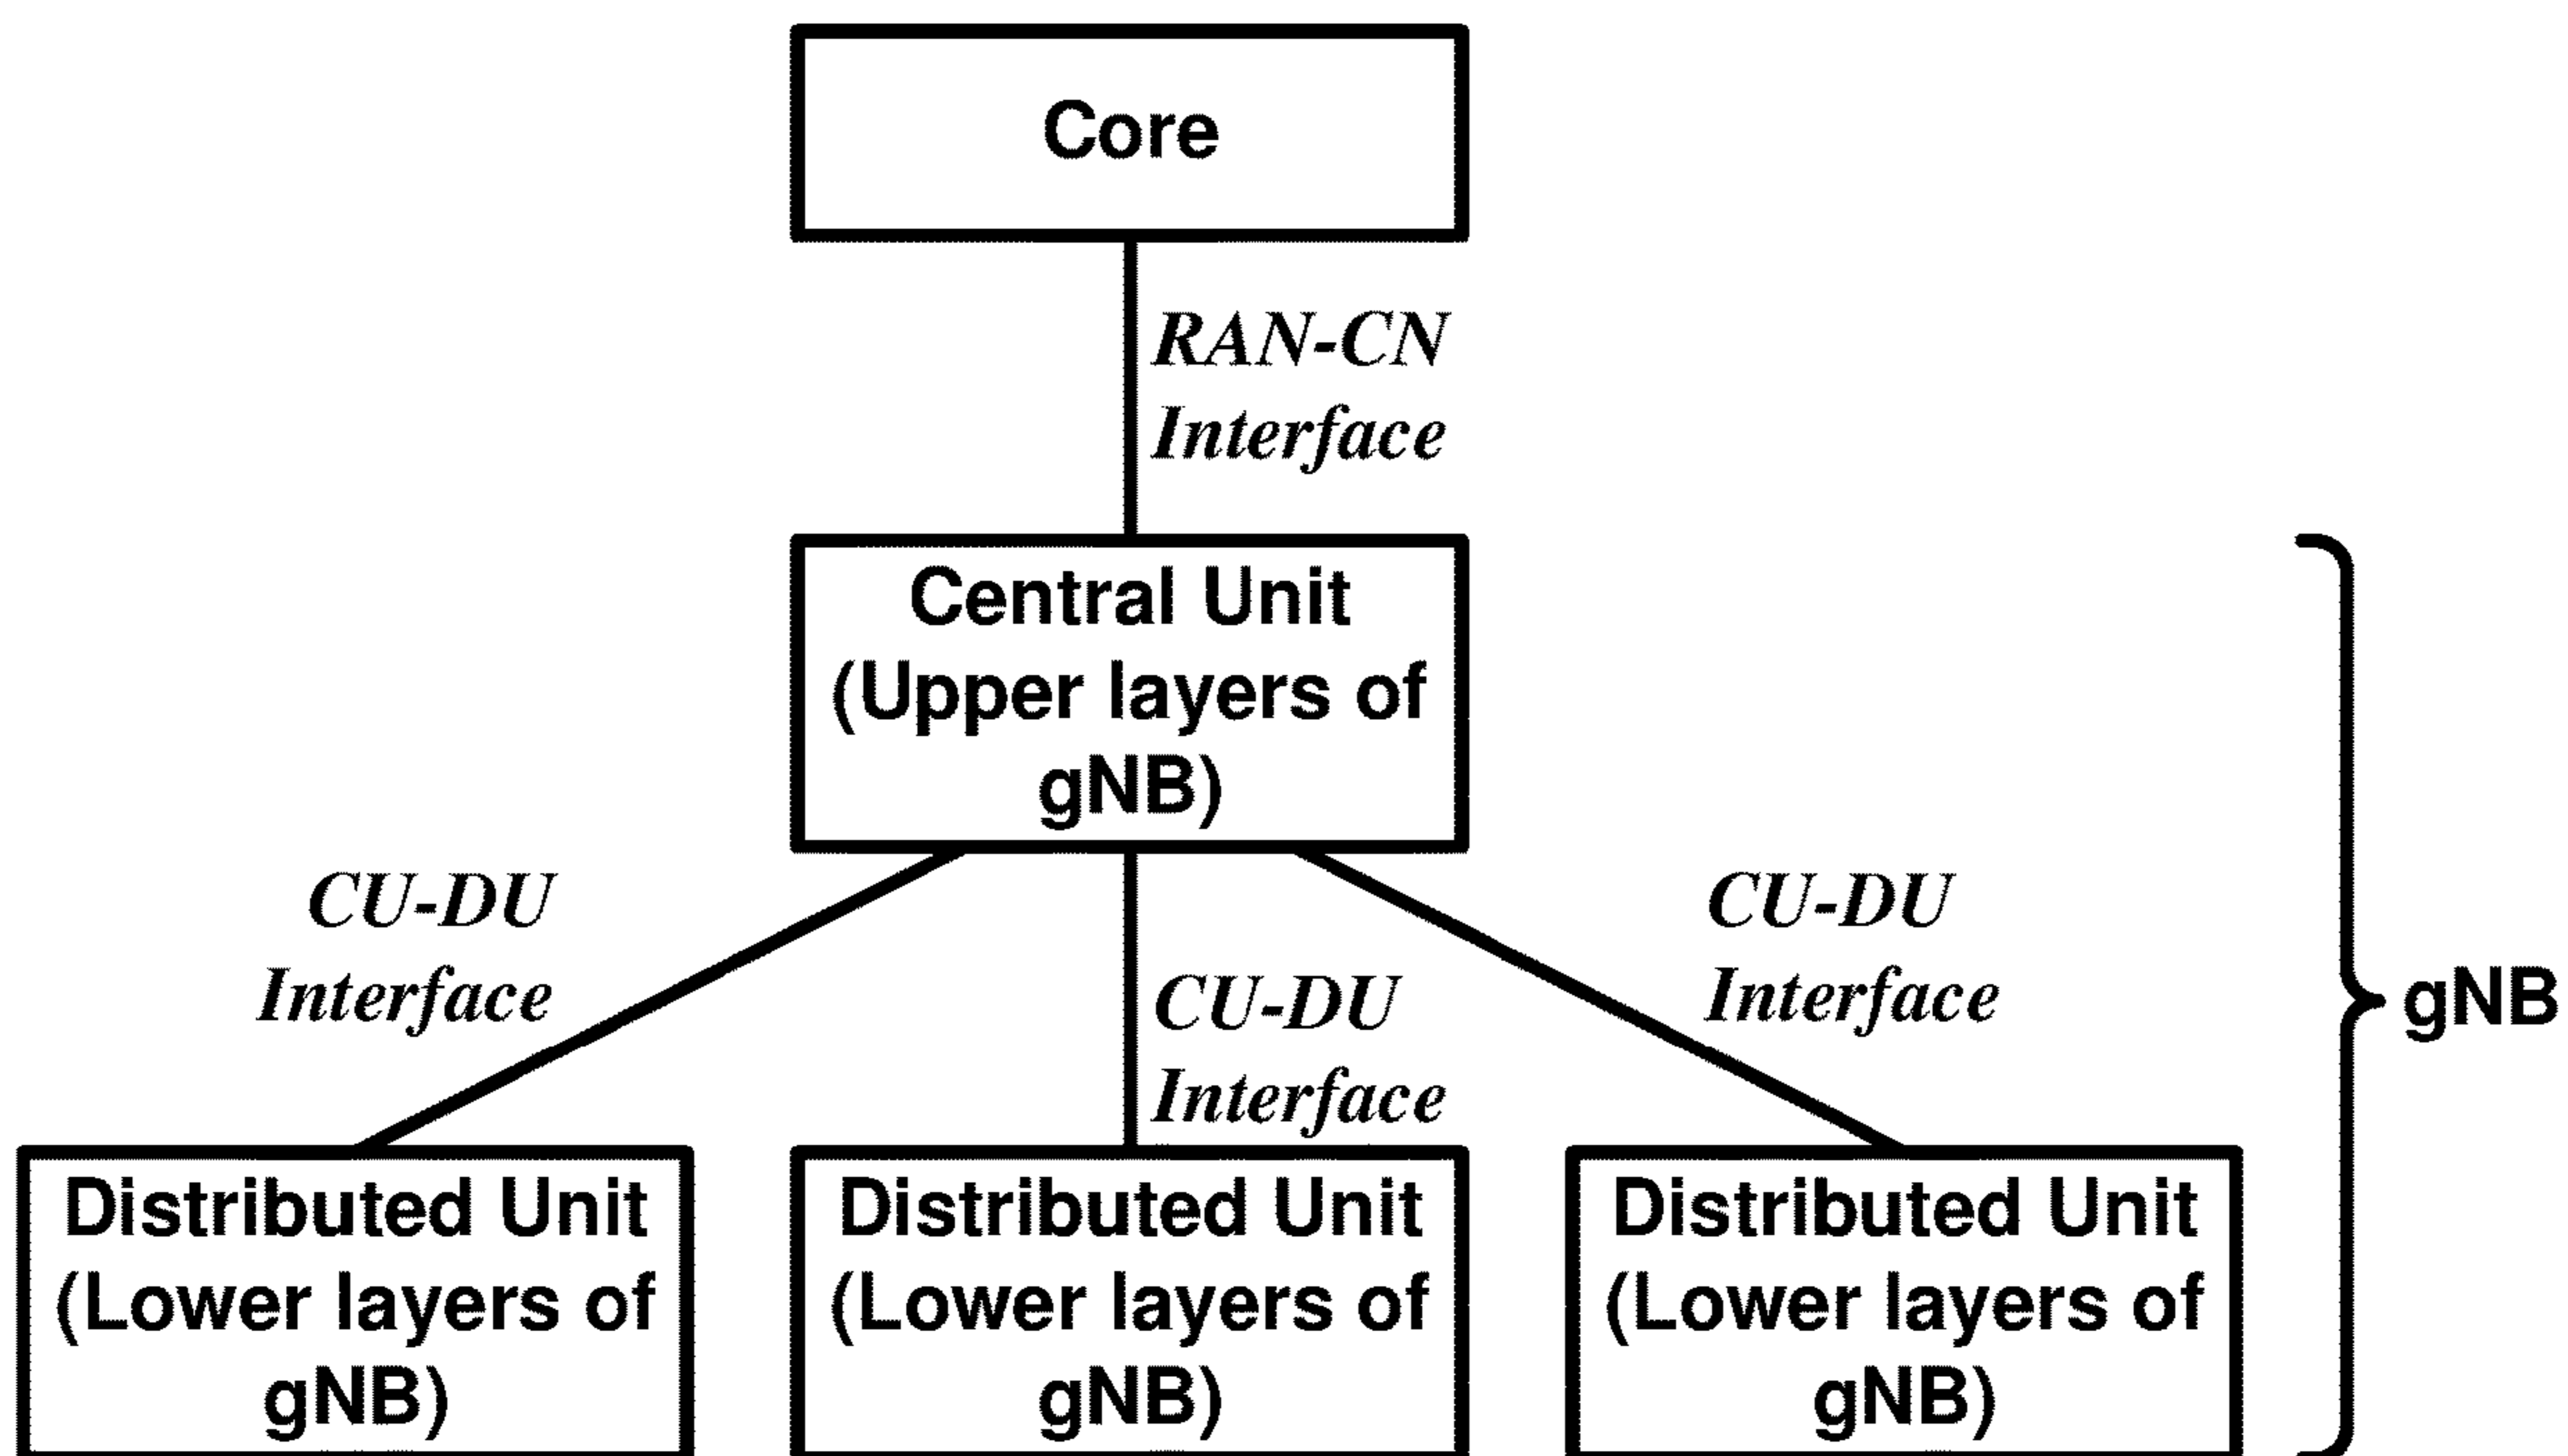 Core
RAN-CN
Interface
Central Unit
(Upper layers of
gNB)
CU-DU
Interface
CU-DU
Interface
CU-DU
Interface
gNB
Distributed Unit
(Lower layers of
gNB)
Distributed Unit
(Lower layers of
gNB)
Distributed Unit
(Lower layers of
gNB)